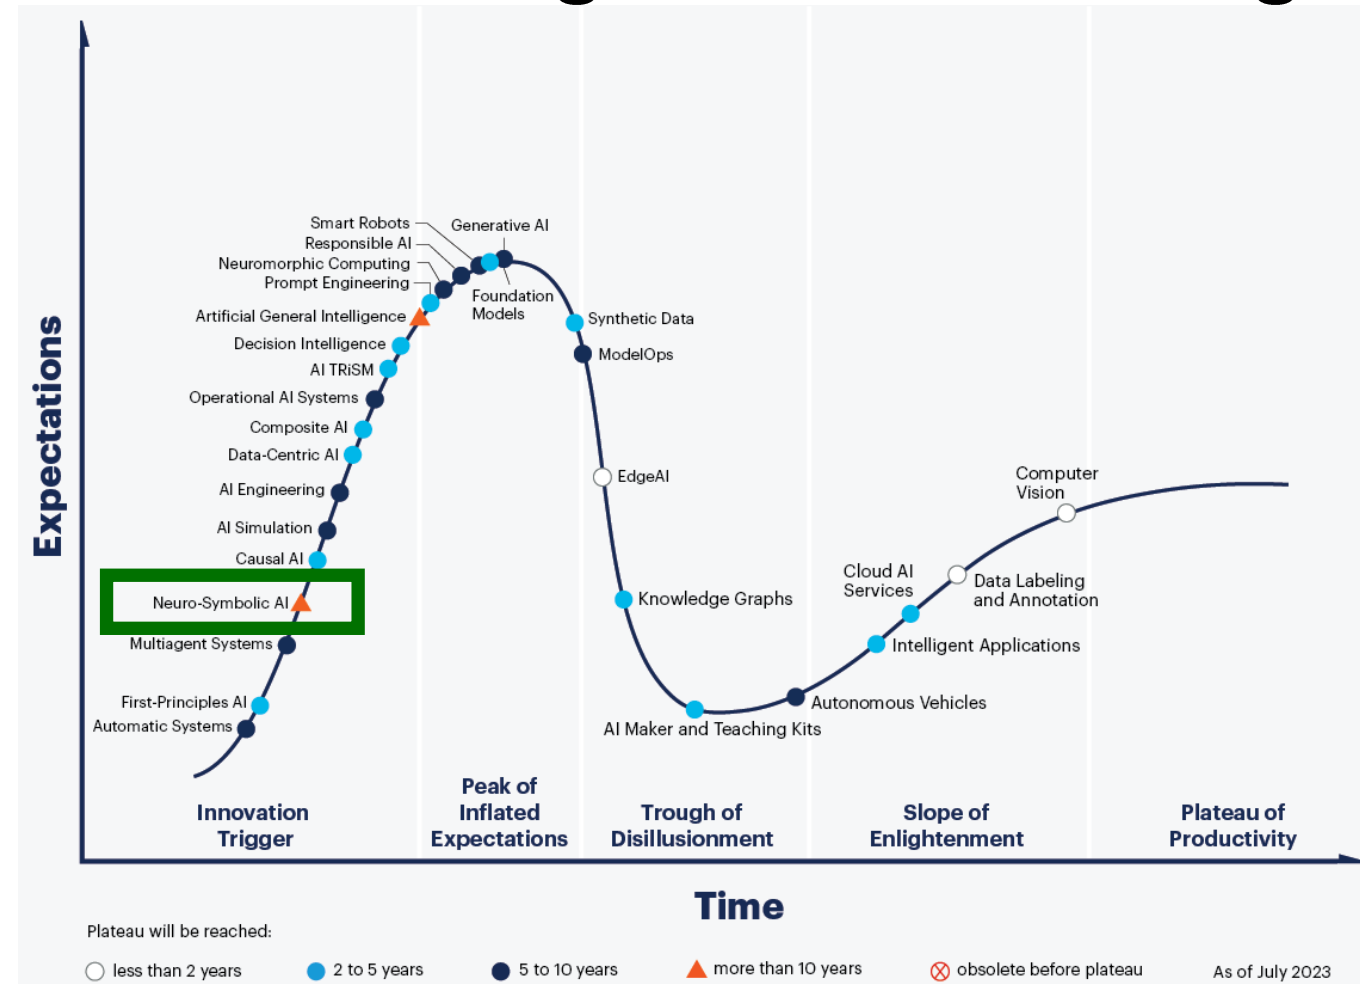 Smart Robots
Generative AI
Responsible AI
Neuromorphic Computing
Prompt Engineering
Foundation
Models
Artificial General Intelligence
Synthetic Data
Decision Intelligence
ModelOps
AI TRiSM
Operational AI Systems
Composite AI
Data-Centric AI
EdgeAI
AI Engineering
AI Simulation
Causal AI
Neuro-Symbolic AI
Multiagent Systems
First-Principles AI
Automatic Systems
Knowledge Graphs
AI Maker and Teaching Kits
Autonomous Vehicles
Intelligent Applications
Cloud AI
Services
Data Labeling
and Annotation
Computer
Vision
Expectations
Innovation
Trigger
Peak of
Inflated
Expectations
Trough of
Disillusionment
Slope of
Enlightenment
Plateau of
Productivity
Time
Plateau will be reached:
less than 2 years
2 to 5 years
5 to 10 years
more than 10 years
obsolete before plateau
As of July 2023